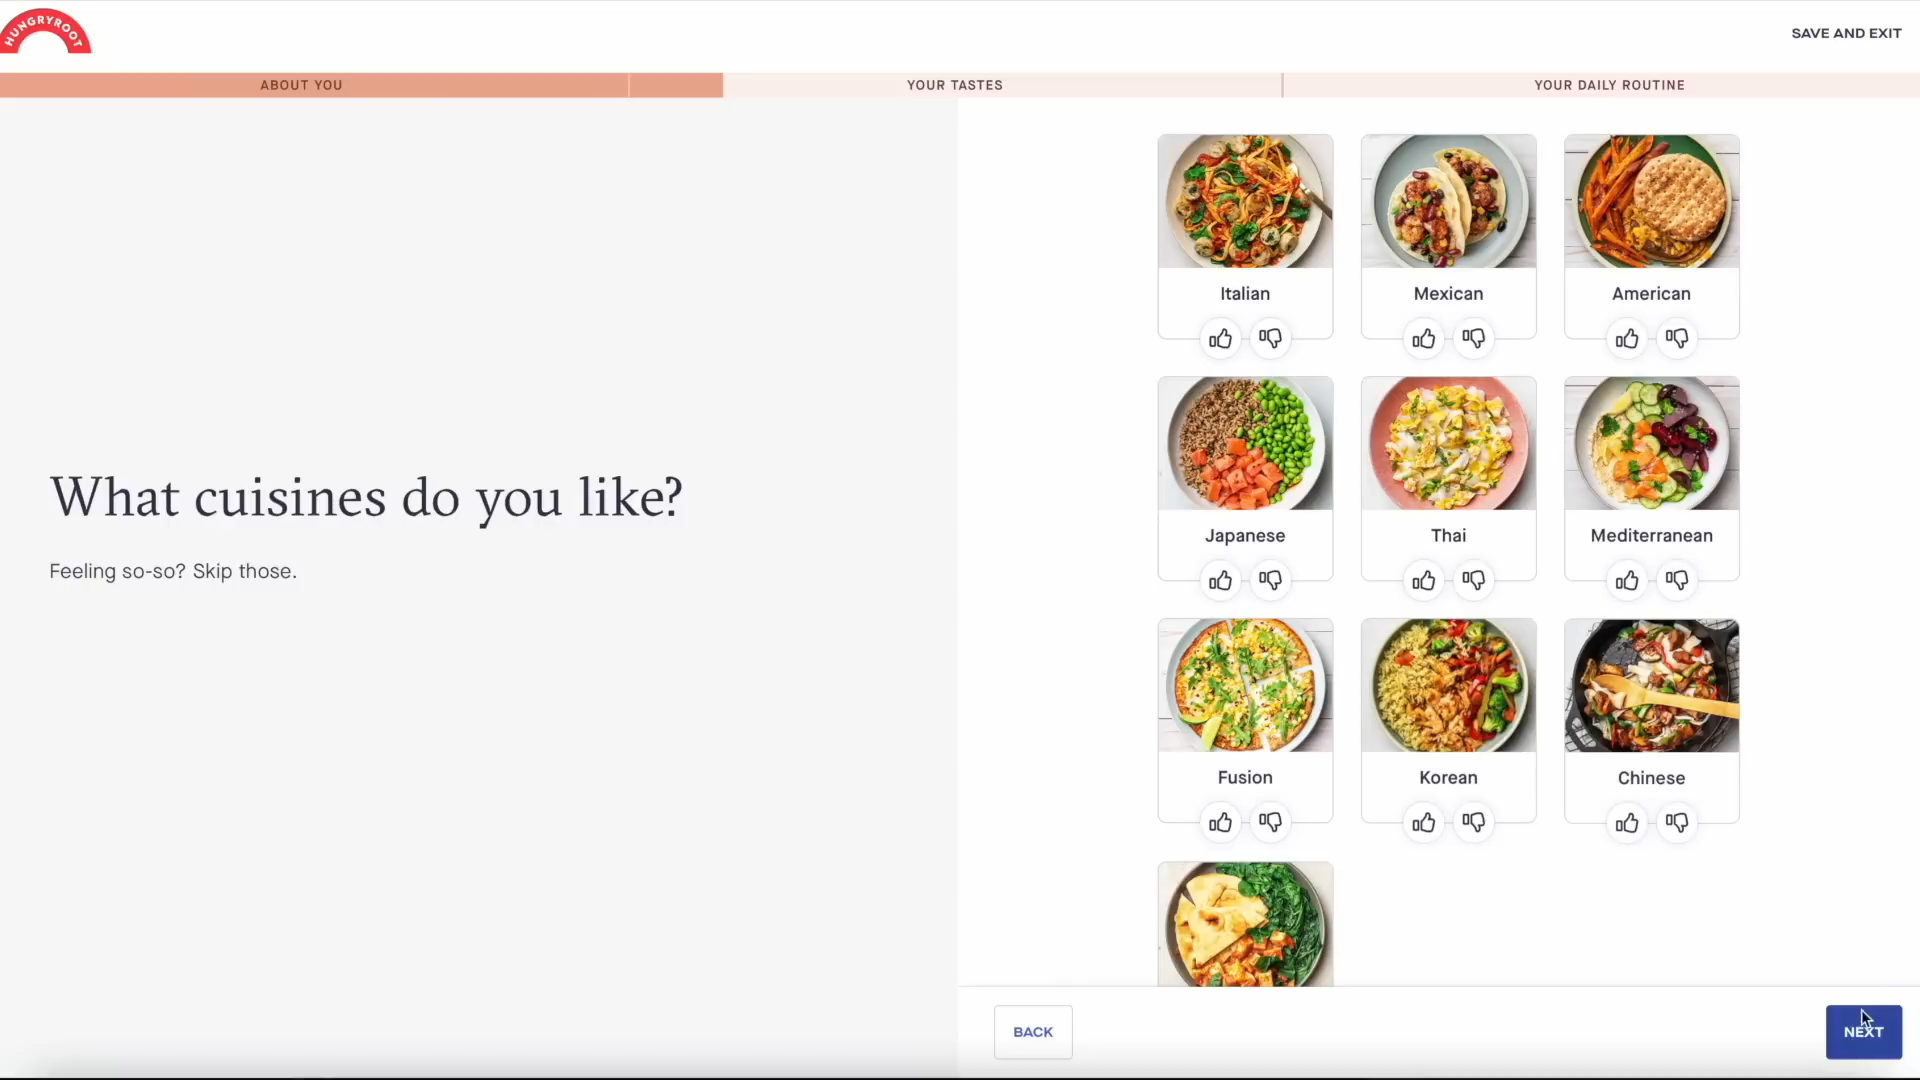 HUNGRYROOT
SAVE AND EXIT
ABOUT YOU
YOUR TASTES
YOUR DAILY ROUTINE
What cuisines do you like?
Feeling so-so? Skip those.
Italian
Mexican
American
Japanese
Thai
Mediterranean
Fusion
Korean
Chinese
BACK
NEXT